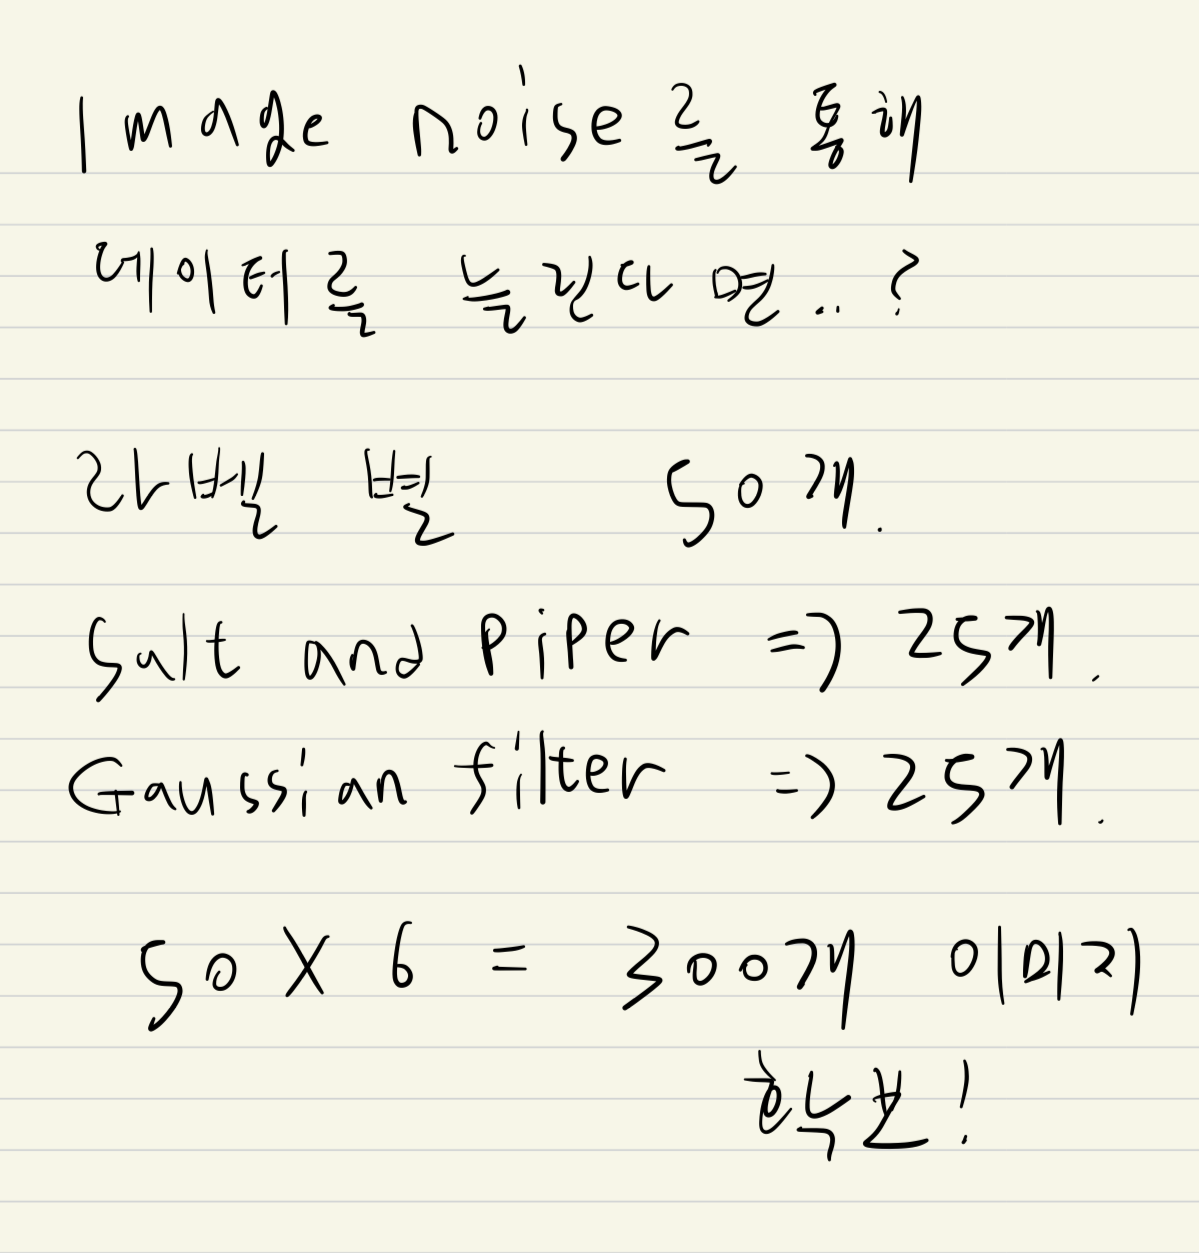 Image noise를 통해
데이터를 늘린다면..?
라벨 별 50개.
Salt and Piper => 25개.
Gaussian filter => 25개.
50 X 6 = 300개 이미지
확보!